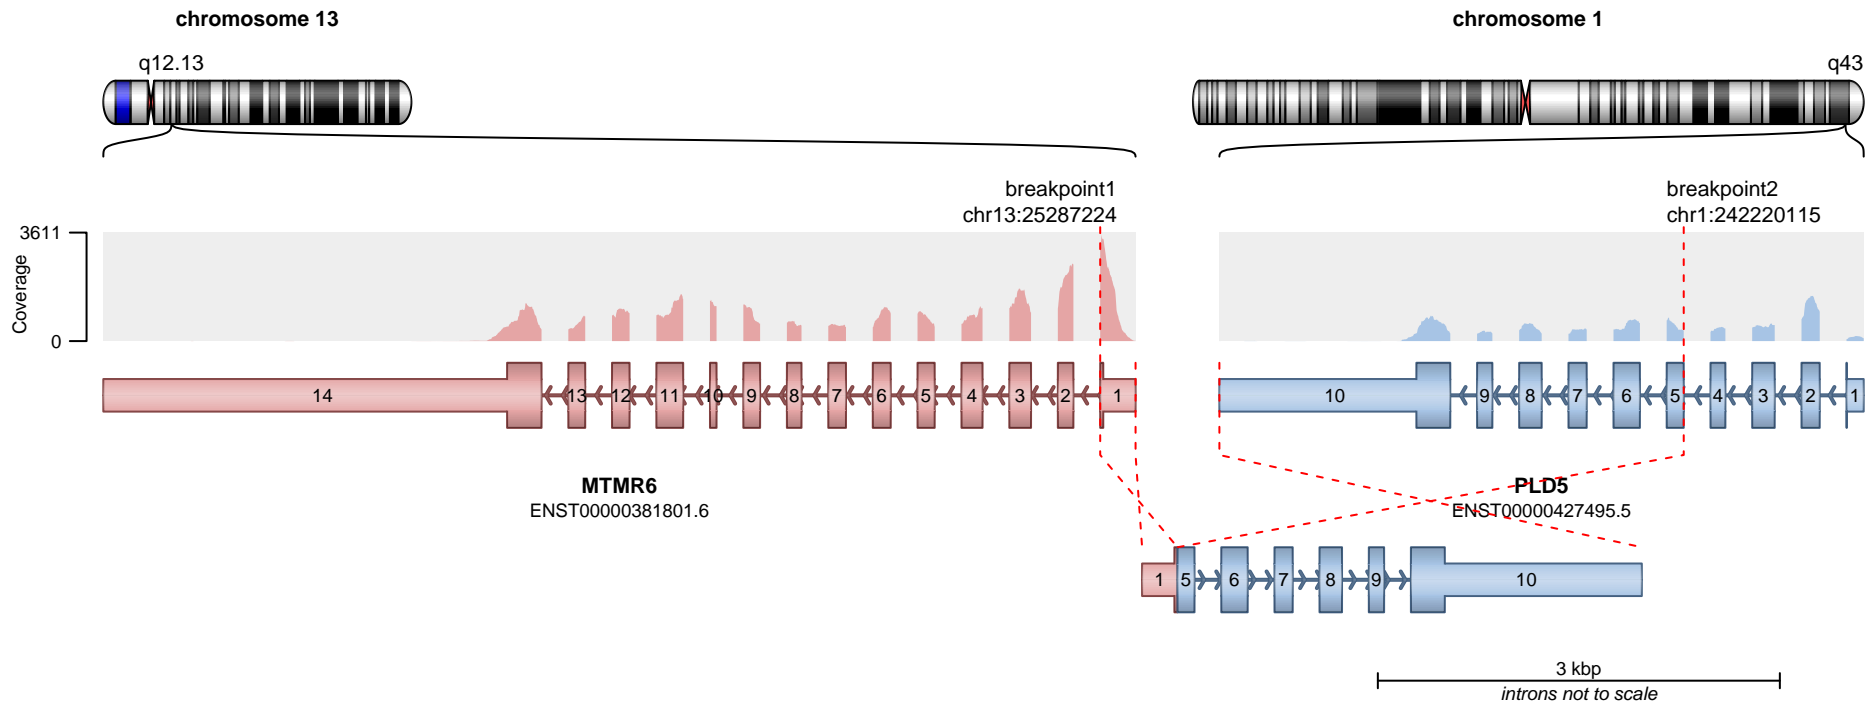 chromosome 13
chromosome 1
q12.13
q43
breakpoint1
chr13:25287224
breakpoint2
chr1:242220115
3611
Coverage
0
14 13 12 11 10 9 8 7 6 5 4 3 2 1
10 9 8 7 6 5 4 3 2 1
MTMR6
ENST00000381801.6
PLD5
ENST00000427495.5
1 5 6 7 8 9 10
3 kbp
introns not to scale